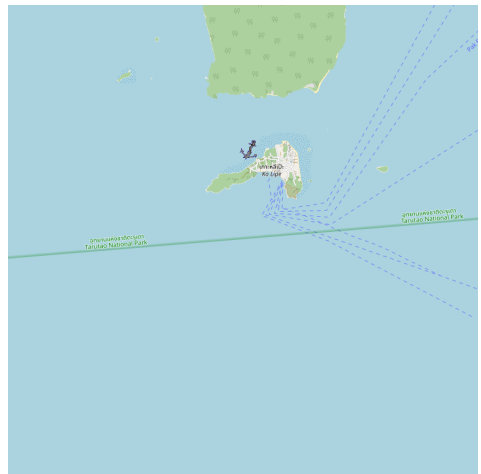 เกาะหลีเป๊ะ
Ko Lipe
อุทยานแห่งชาติตะรุเตา
Tarutao National Park
อุทยานแห่งชาติตะรุเตา
Tarutao National Park
Pak